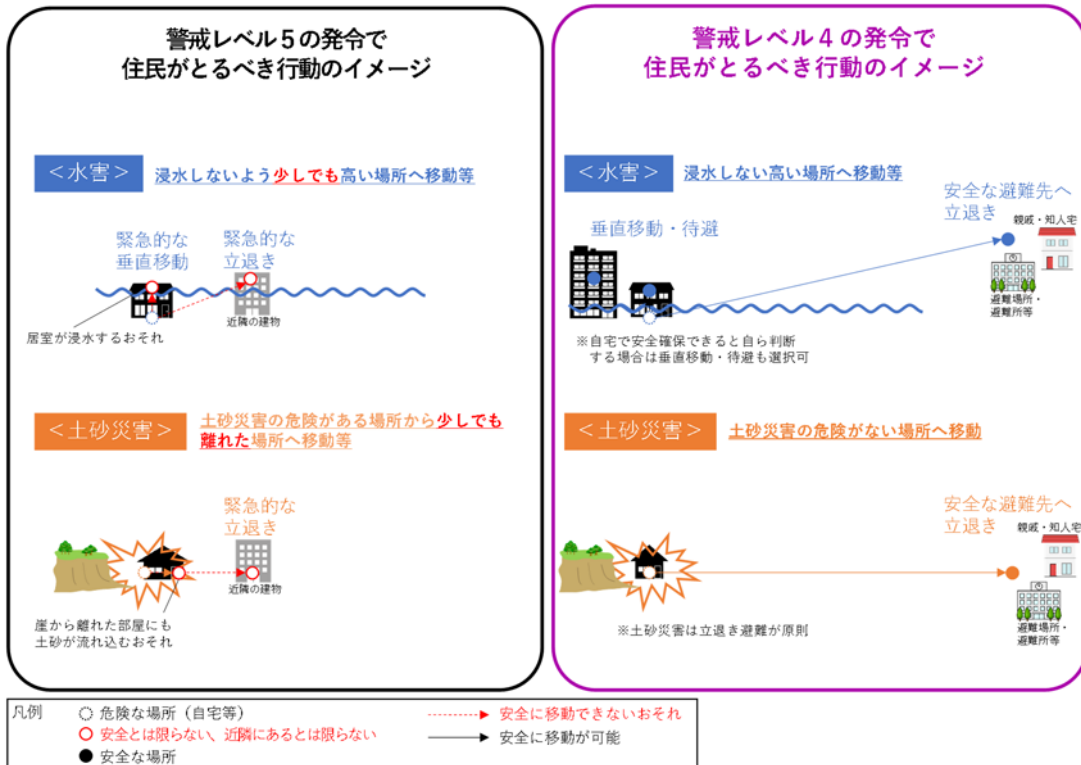 警戒レベル5の発令で
住民がとるべき行動のイメージ
＜水害＞
浸水しないよう少しでも高い場所へ移動等
緊急的な
垂直移動
緊急的な
立退き
近隣の建物
居室が浸水するおそれ
＜土砂災害＞
土砂災害の危険がある場所から少しでも
離れた場所へ移動等
緊急的な
立退き
近隣の建物
崖から離れた部屋にも
土砂が流れ込むおそれ
警戒レベル4の発令で
住民がとるべき行動のイメージ
＜水害＞
浸水しない高い場所へ移動等
垂直移動・待避
安全な避難先へ
立退き
親戚・知人宅
避難場所・
避難所等
※自宅で安全確保できると自ら判断
する場合は垂直移動・待避も選択可
＜土砂災害＞
土砂災害の危険がない場所へ移動
安全な避難先へ
立退き
親戚・知人宅
避難場所・
避難所等
※土砂災害は立退き避難が原則
凡例
危険な場所（自宅等）
安全とは限らない、近隣にあるとは限らない
安全な場所
安全に移動できないおそれ
安全に移動が可能